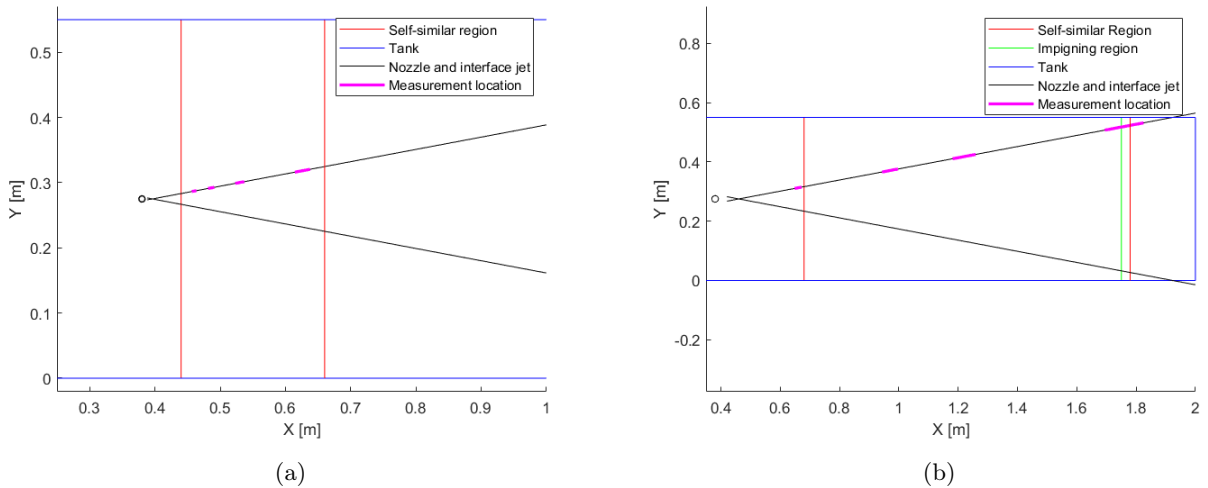 Self-similar region
Tank
Nozzle and interface jet
Measurement location
0.5
0.4
0.3
0.2
0.1
0
Y [m]
0.3 0.4 0.5 0.6 0.7 0.8 0.9 1
X [m]
(a)
Self-similar Region
Impigning region
Tank
Nozzle and interface jet
Measurement location
0.8
0.6
0.4
0.2
0
-0.2
Y [m]
0.4 0.6 0.8 1 1.2 1.4 1.6 1.8 2
X [m]
(b)